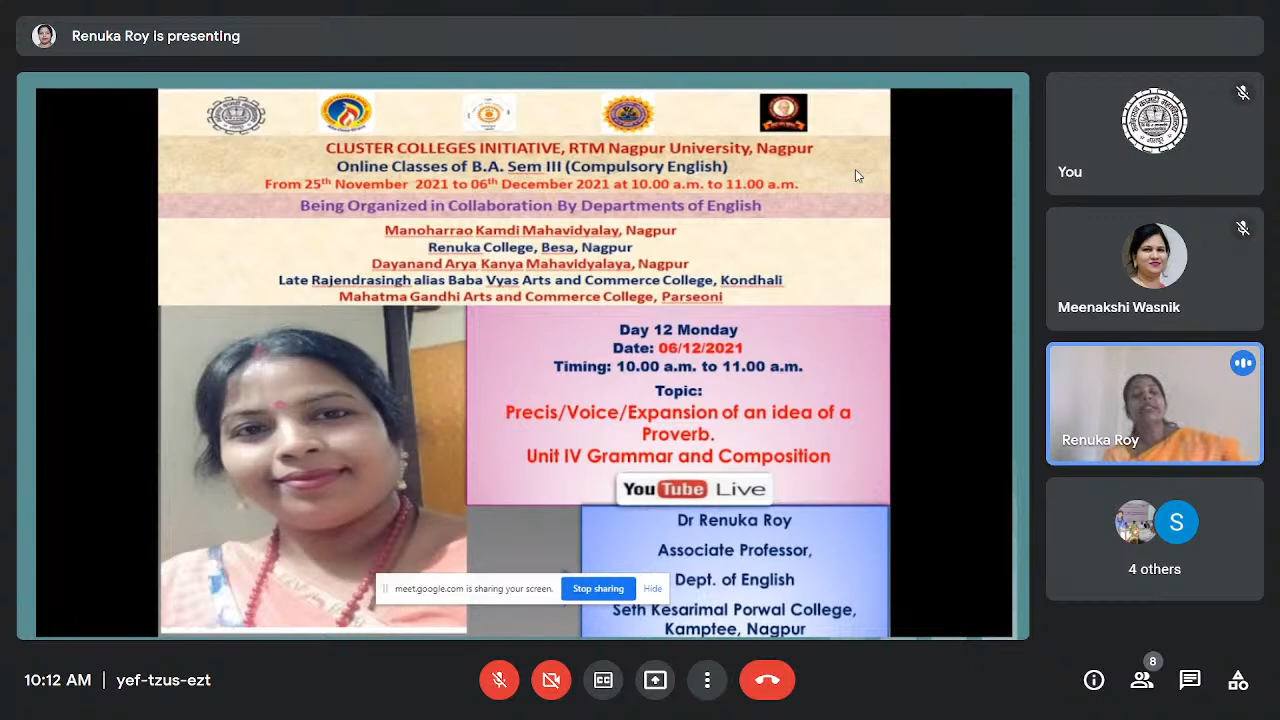 Renuka Roy is presenting
CLUSTER COLLEGES INITIATIVE, RTM Nagpur University, Nagpur
Online Classes of B.A. Sem III (Compulsory English)
From 25th November 2021 to 06th December 2021 at 10.00 a.m. to 11.00 a.m.
Being Organized in Collaboration By Departments of English
Manoharrao Kamdi Mahavidyalay, Nagpur
Renuka College, Besa, Nagpur
Dayanand Arya Kanya Mahavidyalaya, Nagpur
Late Rajendrasingh alias Baba Vyas Arts and Commerce College, Kondhali
Mahatma Gandhi Arts and Commerce College, Parseoni
Day 12 Monday
Date: 06/12/2021
Timing: 10.00 a.m. to 11.00 a.m.
Topic:
Precis/Voice/Expansion of an idea of a
Proverb.
Unit IV Grammar and Composition
YouTube Live
Dr Renuka Roy
Associate Professor,
Dept. of English
Seth Kesarimal Porwal College,
Kamptee, Nagpur
meet.google.com is sharing your screen.
Stop sharing
Hide
You
Meenakshi Wasnik
Renuka Roy
S
4 others
10:12 AM | yef-tzus-ezt
8